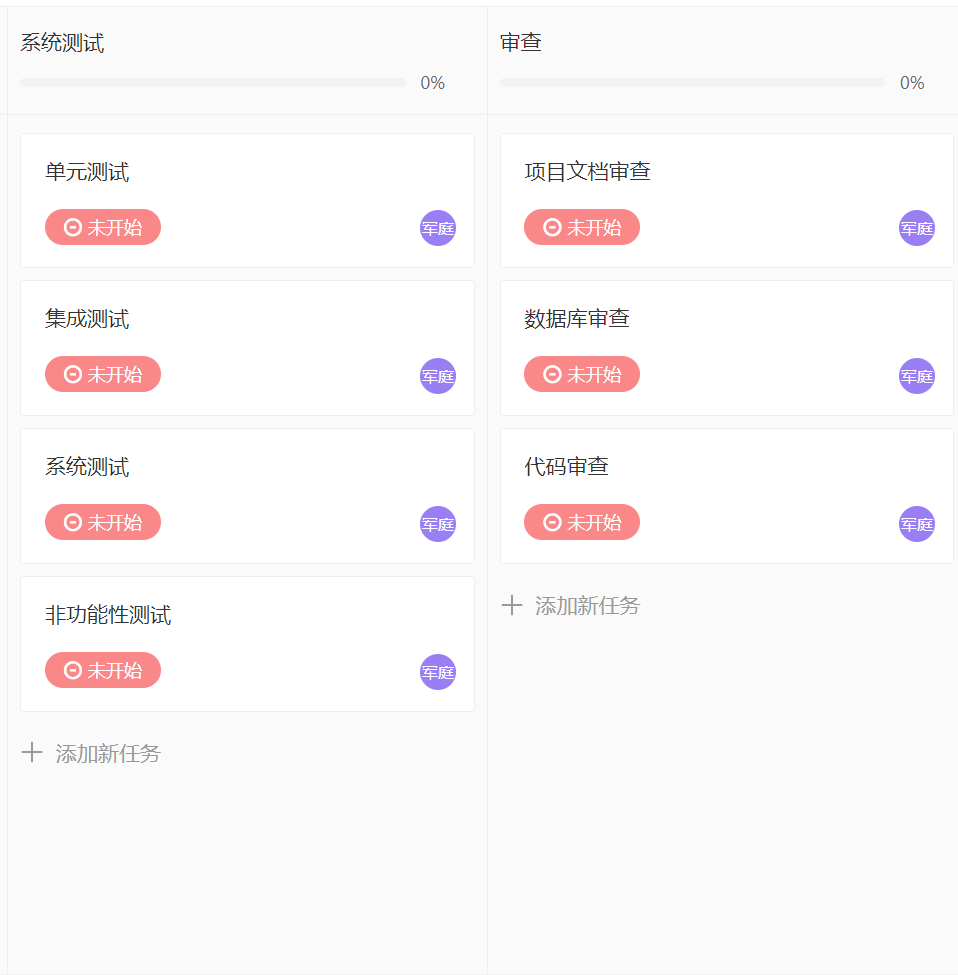 系统测试
0%
单元测试
未开始
军庭
集成测试
未开始
军庭
系统测试
未开始
军庭
非功能性测试
未开始
军庭
添加新任务
审查
0%
项目文档审查
未开始
军庭
数据库审查
未开始
军庭
代码审查
未开始
军庭
添加新任务